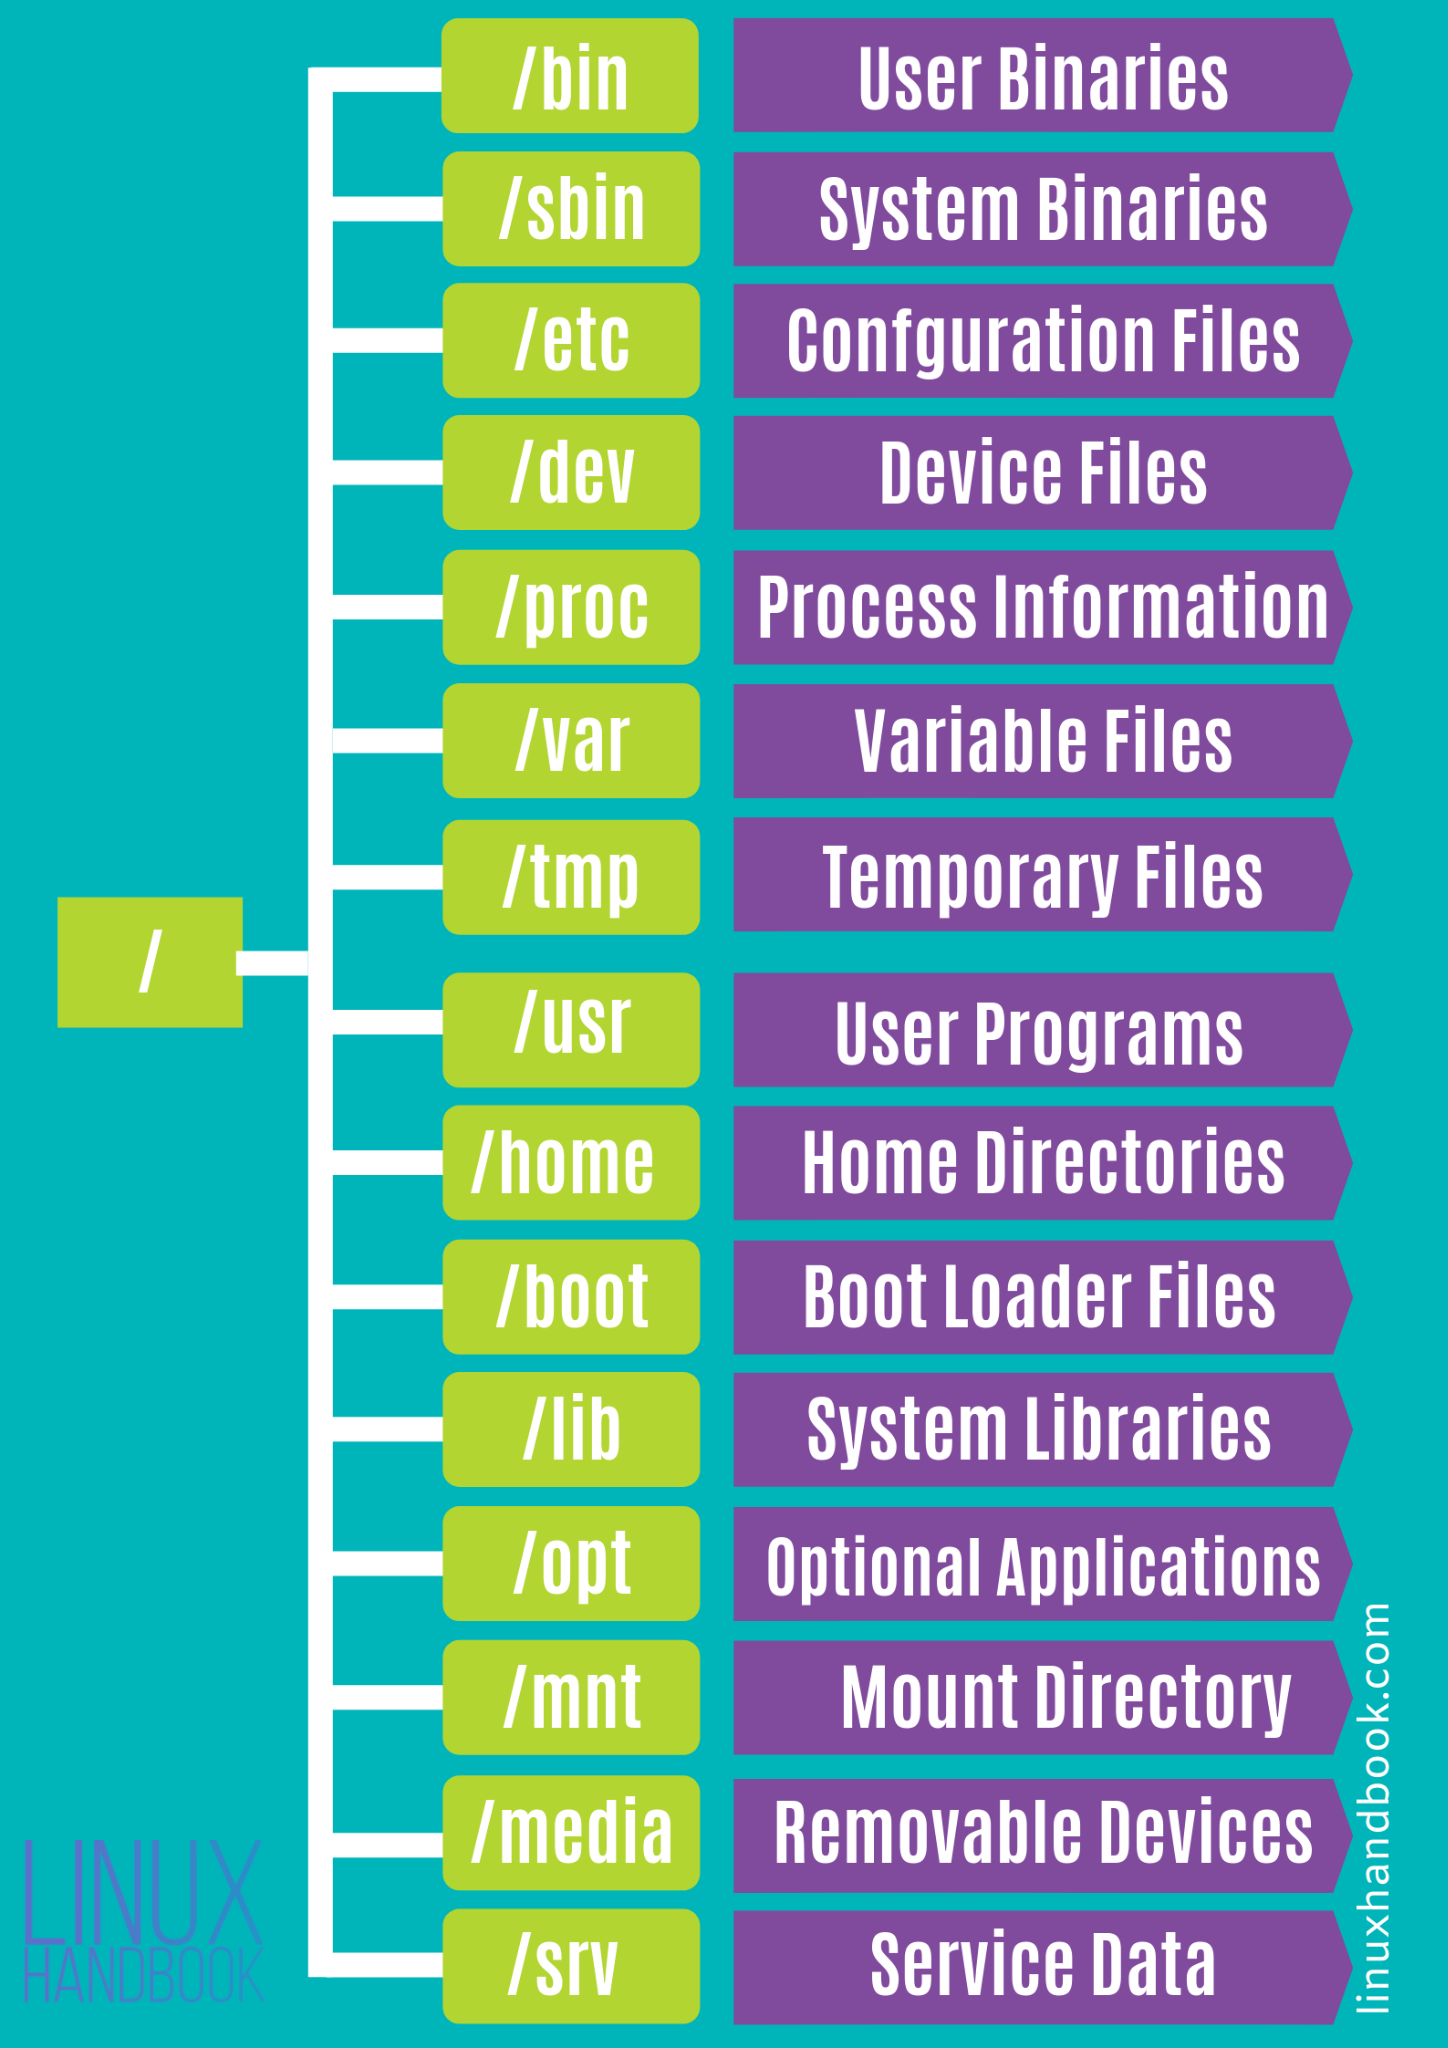 /bin User Binaries
/sbin System Binaries
/etc Confguration Files
/dev Device Files
/proc Process Information
/var Variable Files
/tmp Temporary Files
/
/usr User Programs
/home Home Directories
/boot Boot Loader Files
/lib System Libraries
/opt Optional Applications
/mnt Mount Directory
/media Removable Devices
/srv Service Data
LINUX
HANDBOOK
linuxhandbook.com